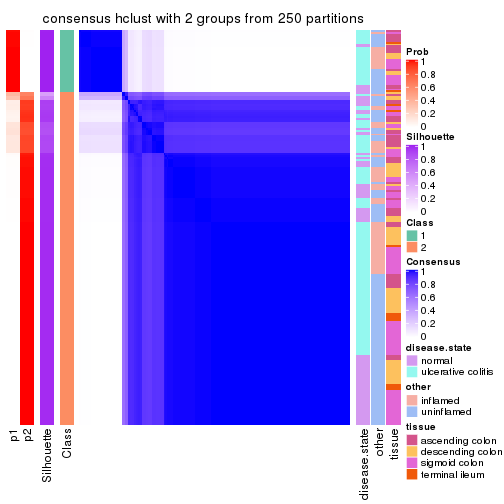 consensus hclust with 2 groups from 250 partitions
Prob
1
0.8
0.6
0.4
0.2
0
Silhouette
1
0.8
0.6
0.4
0.2
0
Class
1
2
Consensus
1
0.8
0.6
0.4
0.2
0
disease.state
normal
ulcerative colitis
other
inflamed
uninflamed
tissue
ascending colon
descending colon
sigmoid colon
terminal ileum
p1
p2
Silhouette
Class
disease.state
other
tissue